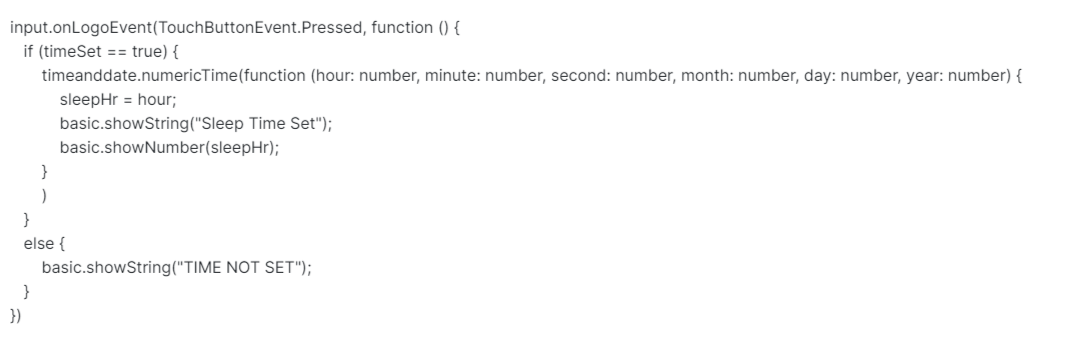 input.onLogoEvent(TouchButtonEvent.Pressed, function () {
if (timeSet == true) {
timeanddate.numericTime(function (hour: number, minute: number, second: number, month: number, day: number, year: number) {
sleepHr = hour;
basic.showString("Sleep Time Set");
basic.showNumber(sleepHr);
}
)
}
else {
basic.showString("TIME NOT SET");
}
})